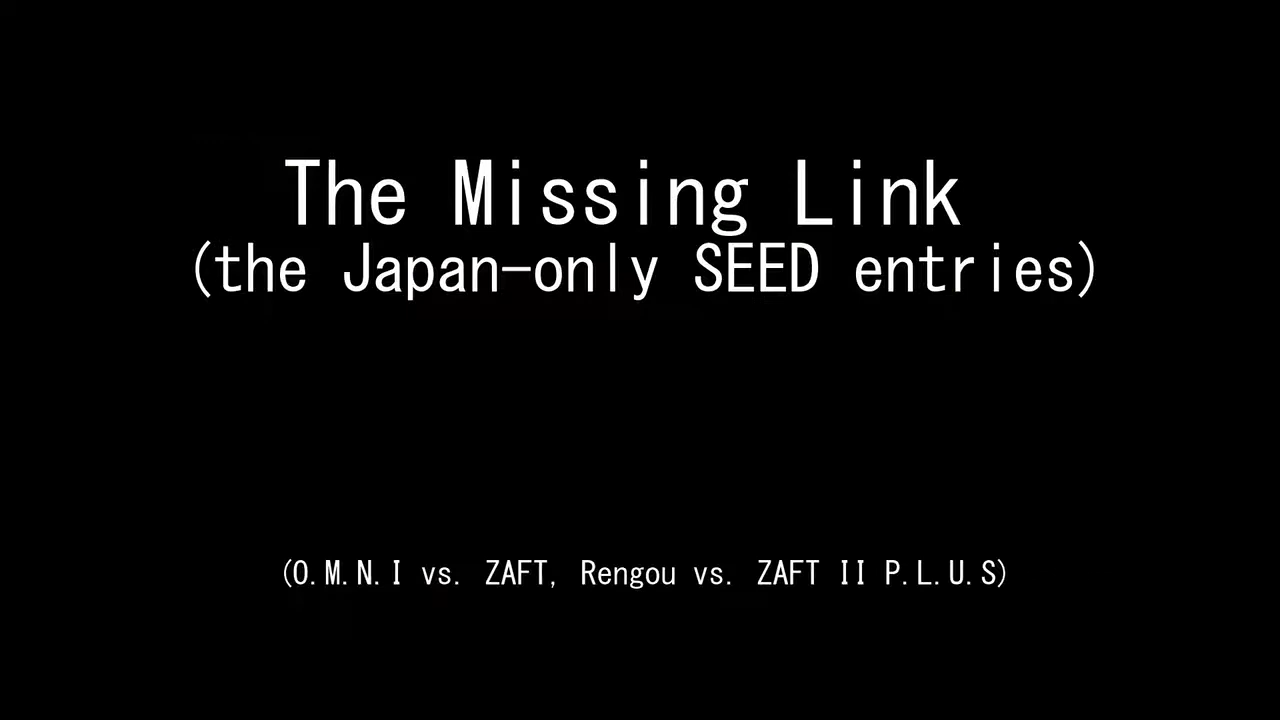 The Missing Link
(the Japan-only SEED entries)
(O.M.N.I vs. ZAFT, Rengou vs. ZAFT II P.L.U.S)